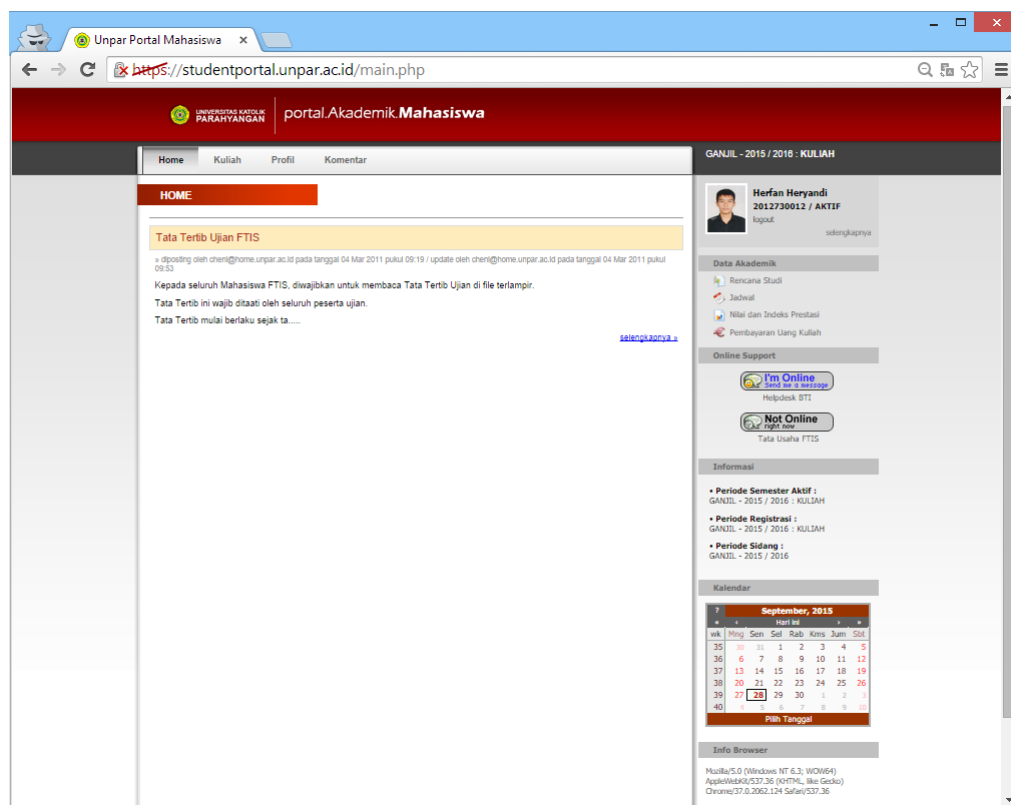 Unpar Portal Mahasiswa
https://studentportal.unpar.ac.id/main.php
UNIVERSITAS KATOLIK
PARAHYANGAN
portal.Akademik.Mahasiswa
Home Kuliah Profil Komentar
GANJIL - 2015 / 2016 : KULIAH
HOME
Tata Tertib Ujian FTIS
» diposting oleh cheni@home.unpar.ac.id pada tanggal 04 Mar 2011 pukul 09:19 / update oleh cheni@home.unpar.ac.id pada tanggal 04 Mar 2011 pukul
09:53
Kepada seluruh Mahasiswa FTIS, diwajibkan untuk membaca Tata Tertib Ujian di file terlampir.
Tata Tertib ini wajib ditaati oleh seluruh peserta ujian.
Tata Tertib mulai berlaku sejak ta.....
selengkapnya »
Herfan Heryandi
2012730012 / AKTIF
logout
selengkapnya
Data Akademik
Rencana Studi
Jadwal
Nilai dan Indeks Prestasi
Pembayaran Uang Kuliah
Online Support
I'm Online
Send me a message
Helpdesk BTI
Not Online
right now
Tata Usaha FTIS
Informasi
• Periode Semester Aktif :
GANJIL - 2015 / 2016 : KULIAH
• Periode Registrasi :
GANJIL - 2015 / 2016 : KULIAH
• Periode Sidang :
GANJIL - 2015 / 2016
Kalendar
? September, 2015
« ‹ Hari ini › »
wk Mng Sen Sel Rab Kms Jum Sbt
35 30 31 1 2 3 4 5
36 6 7 8 9 10 11 12
37 13 14 15 16 17 18 19
38 20 21 22 23 24 25 26
39 27 28 29 30 1 2 3
40 4 5 6 7 8 9 10
Pilih Tanggal
Info Browser
Mozilla/5.0 (Windows NT 6.3; WOW64)
AppleWebKit/537.36 (KHTML, like Gecko)
Chrome/37.0.2062.124 Safari/537.36